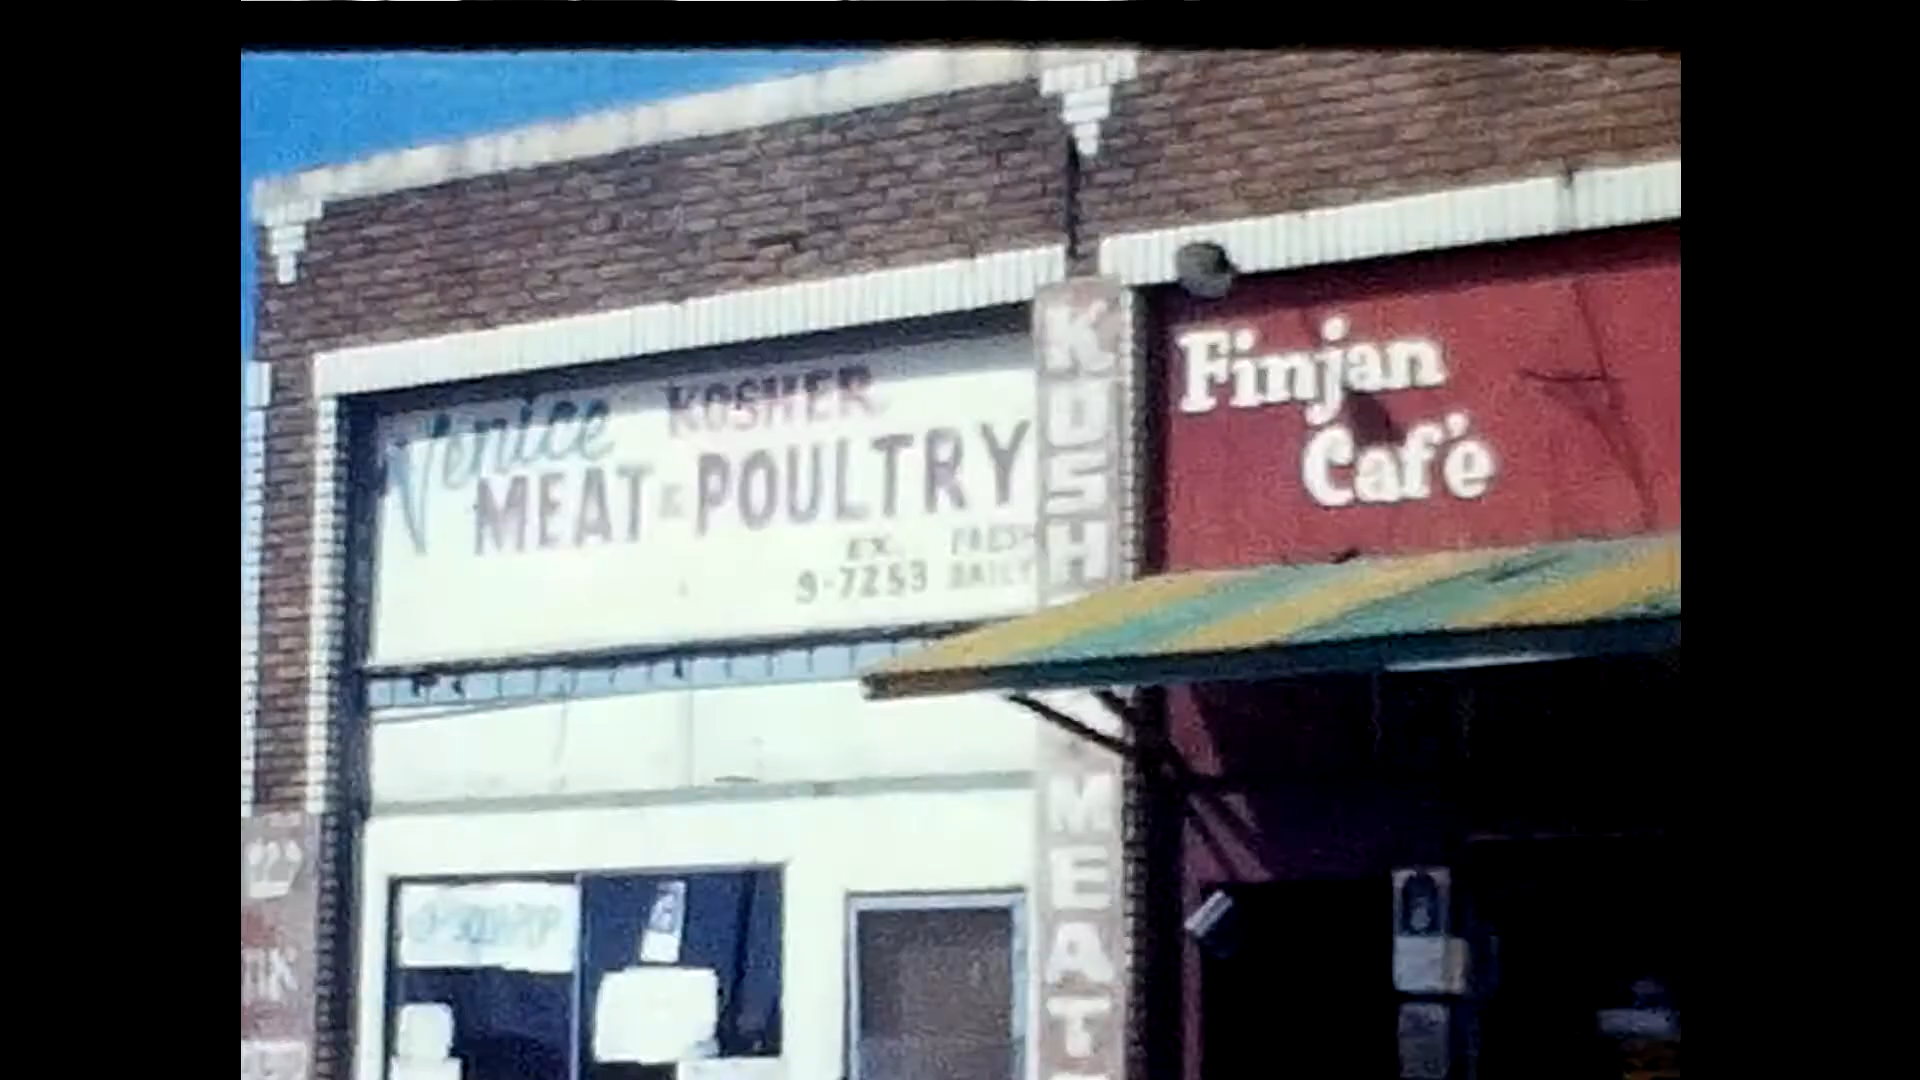 Venice KOSHER
MEAT & POULTRY
EX. FRESH
9-7253 DAILY
KOSHER MEAT
Finjan
Café